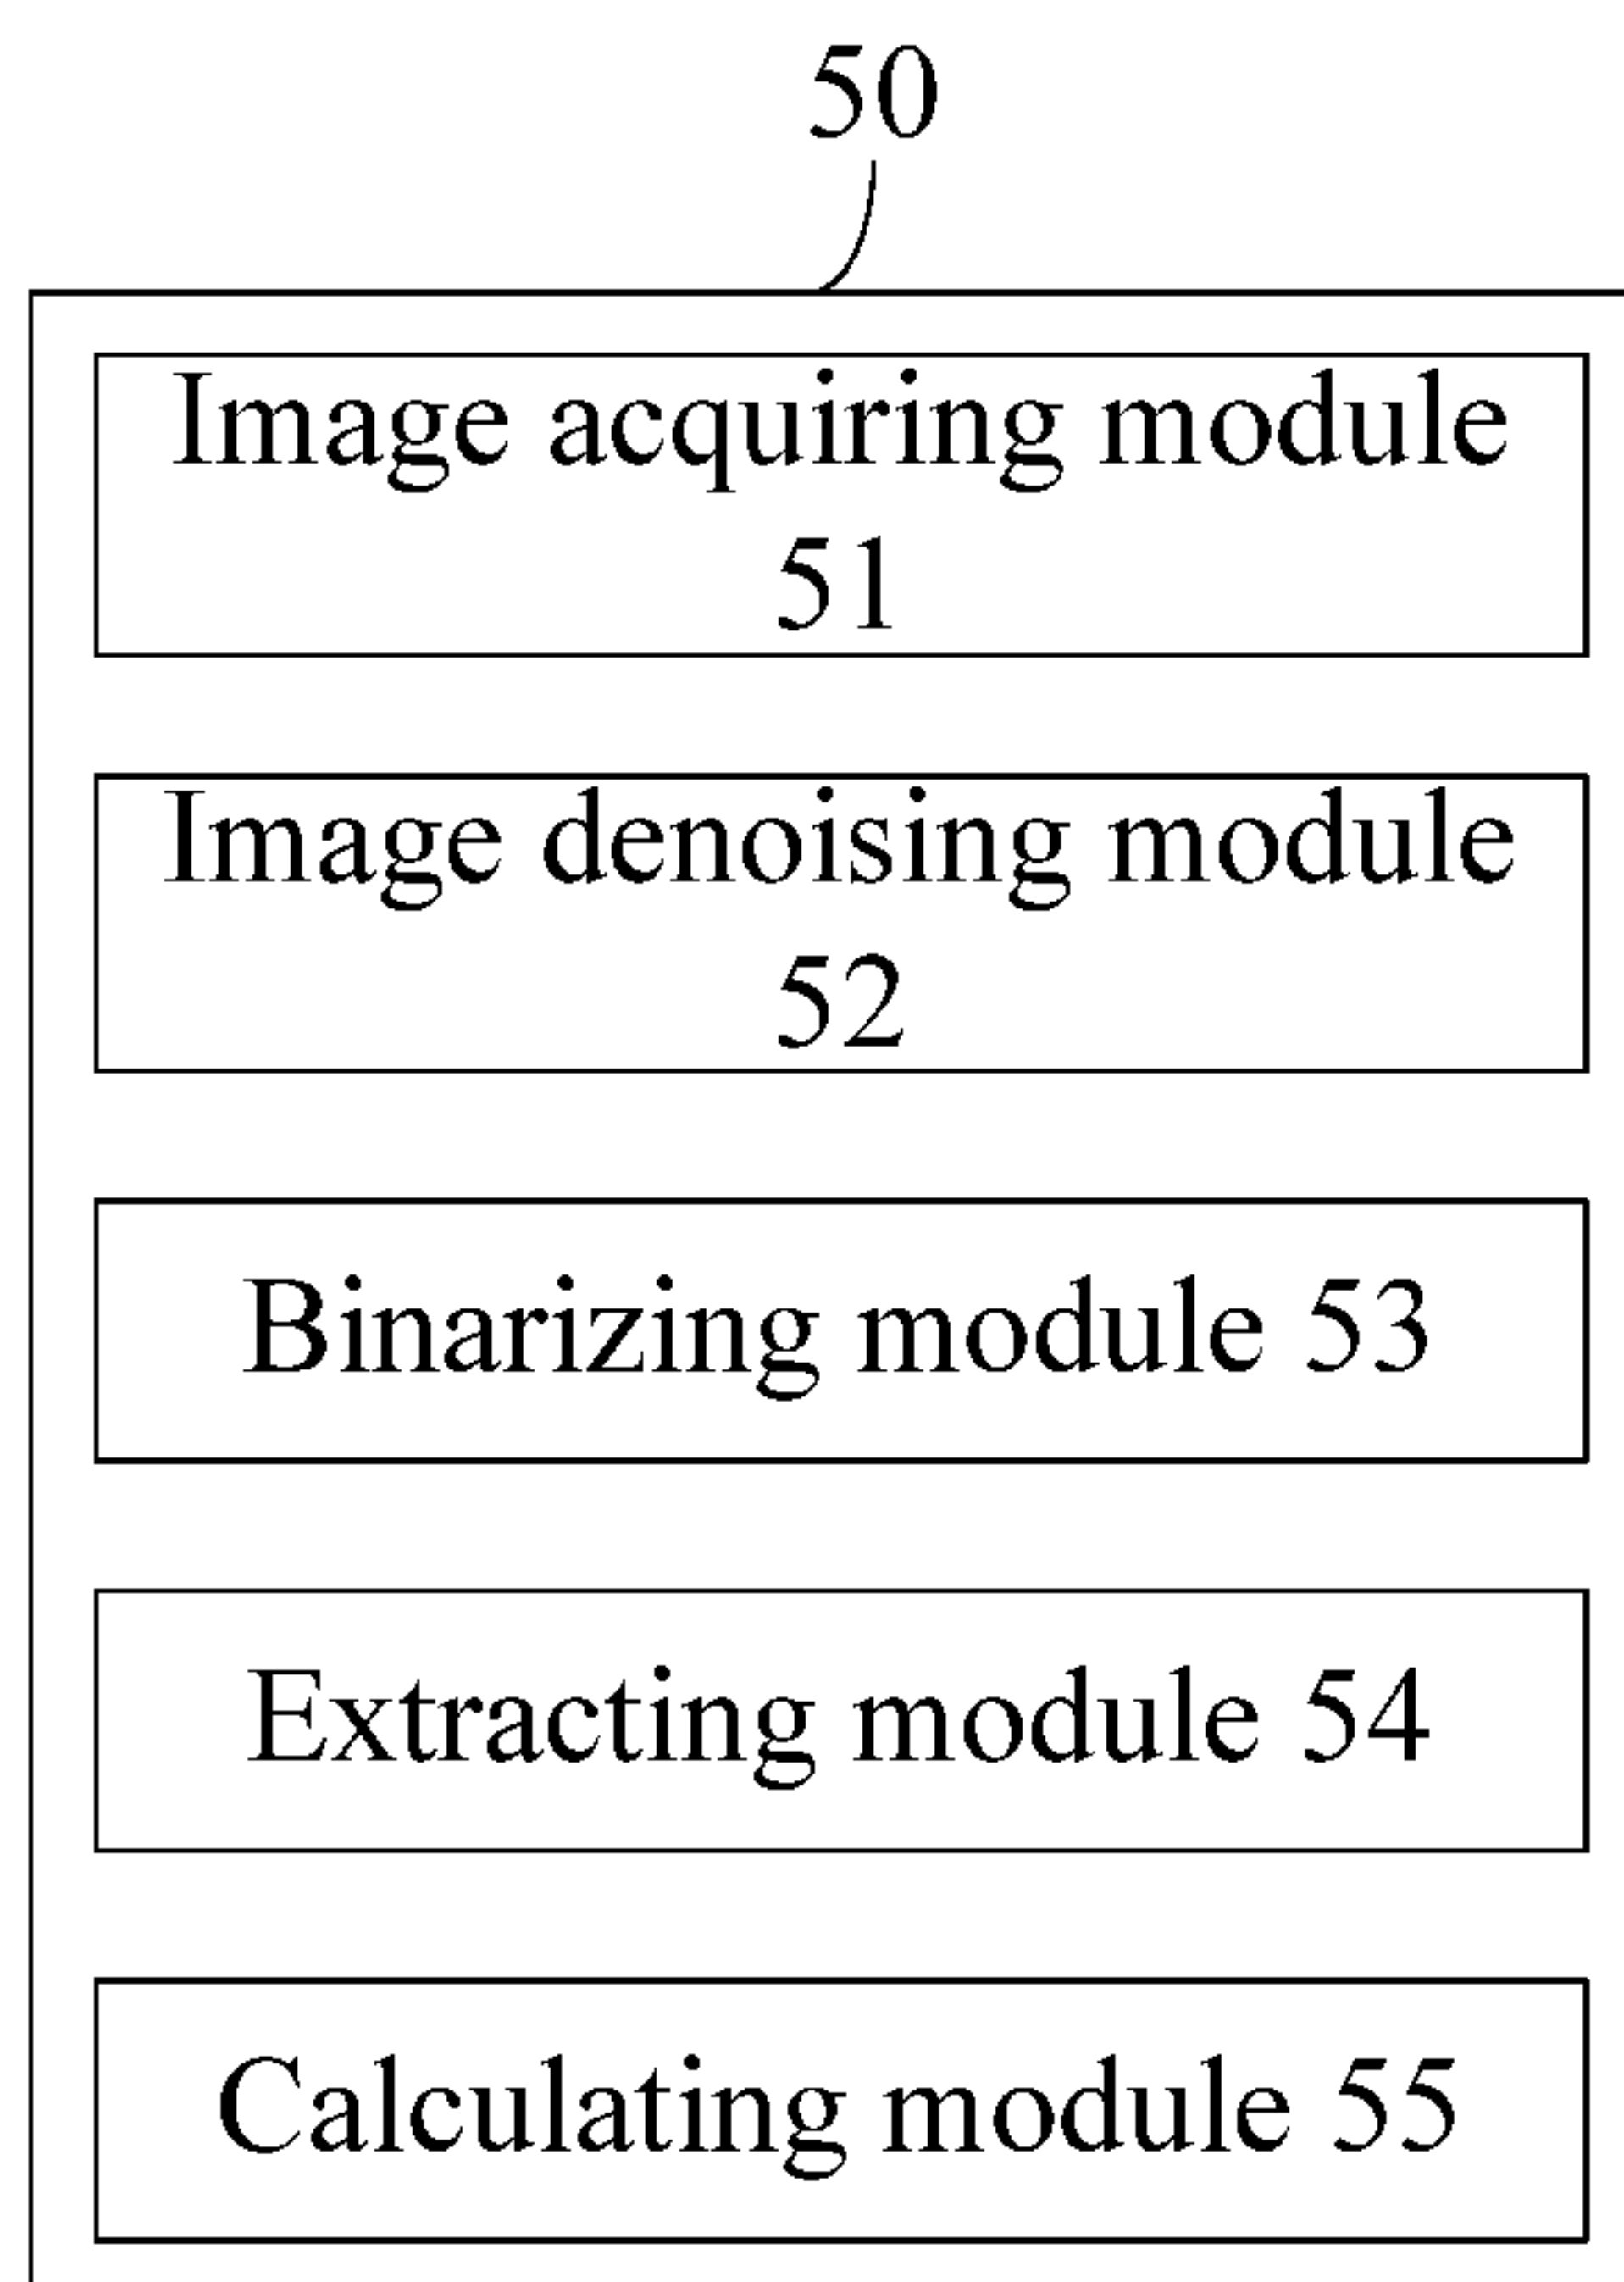 50
Image acquiring module
51
Image denoising module
52
Binarizing module 53
Extracting module 54
Calculating module 55